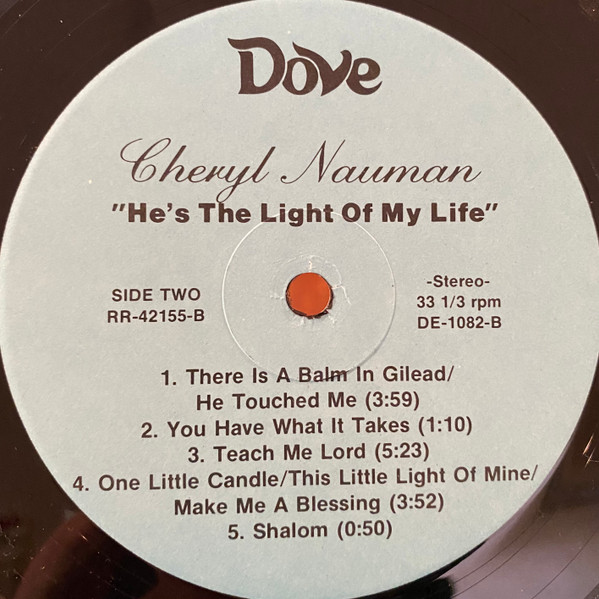 Dove
Cheryl Nauman
"He's The Light Of My Life"
SIDE TWO
RR-42155-B
-Stereo-
33 1/3 rpm
DE-1082-B
1. There Is A Balm In Gilead/
He Touched Me (3:59)
2. You Have What It Takes (1:10)
3. Teach Me Lord (5:23)
4. One Little Candle/This Little Light Of Mine/
Make Me A Blessing (3:52)
5. Shalom (0:50)